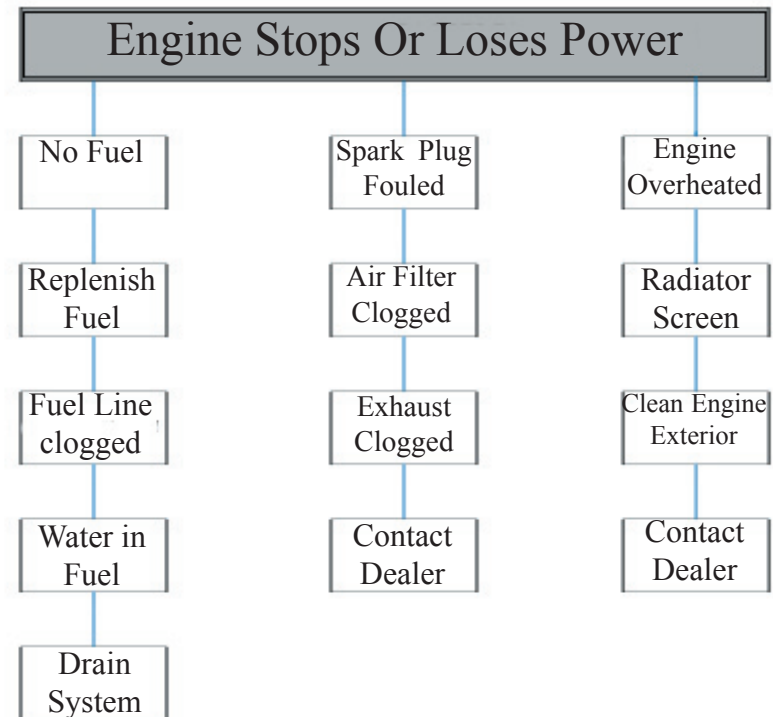 Engine Stops Or Loses Power
No Fuel
Replenish
Fuel
Fuel Line
clogged
Water in
Fuel
Drain
System
Spark Plug
Fouled
Air Filter
Clogged
Exhaust
Clogged
Contact
Dealer
Engine
Overheated
Radiator
Screen
Clean Engine
Exterior
Contact
Dealer